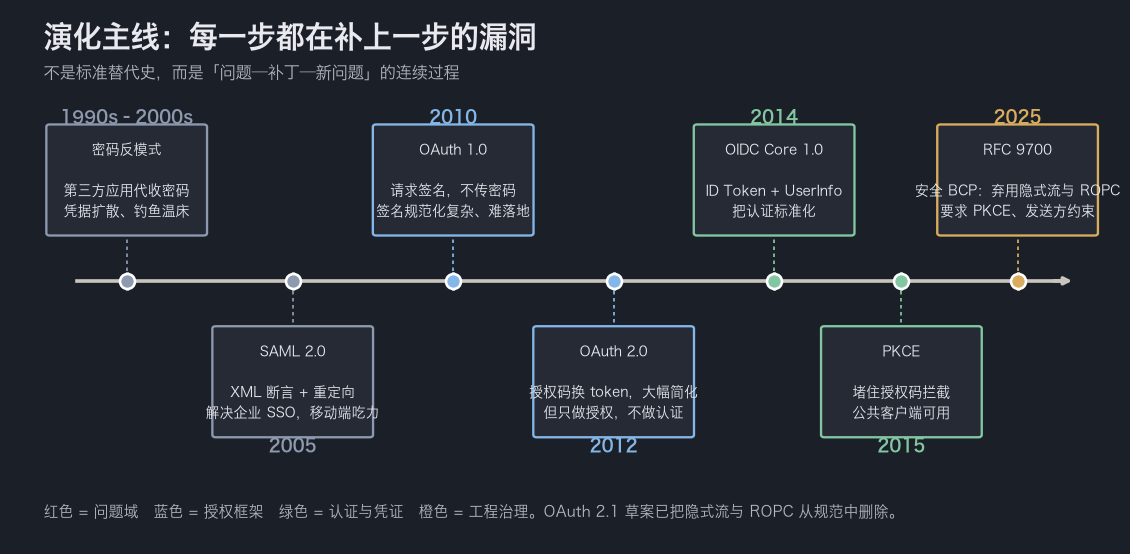 演化主线：每一步都在补上一步的漏洞
不是标准替代史，而是「问题—补丁—新问题」的连续过程
1990s - 2000s
密码反模式
第三方应用代收密码
凭据扩散、钓鱼温床
2010
OAuth 1.0
请求签名，不传密码
签名规范化复杂、难落地
2014
OIDC Core 1.0
ID Token + UserInfo
把认证标准化
2025
RFC 9700
安全 BCP：弃用隐式流与 ROPC
要求 PKCE、发送方约束
SAML 2.0
XML 断言 + 重定向
解决企业 SSO，移动端吃力
2005
OAuth 2.0
授权码换 token，大幅简化
但只做授权，不做认证
2012
PKCE
堵住授权码拦截
公共客户端可用
2015
红色 = 问题域　蓝色 = 授权框架　绿色 = 认证与凭证　橙色 = 工程治理。OAuth 2.1 草案已把隐式流与 ROPC 从规范中删除。